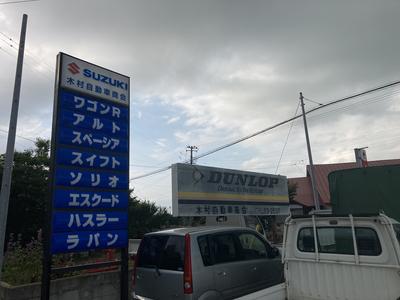 SUZUKI
木村自動車商会
ワゴンR
アルト
スペーシア
スイフト
ソリオ
エスクード
ハスラー
ラパン
DUNLOP
木村自動車商会